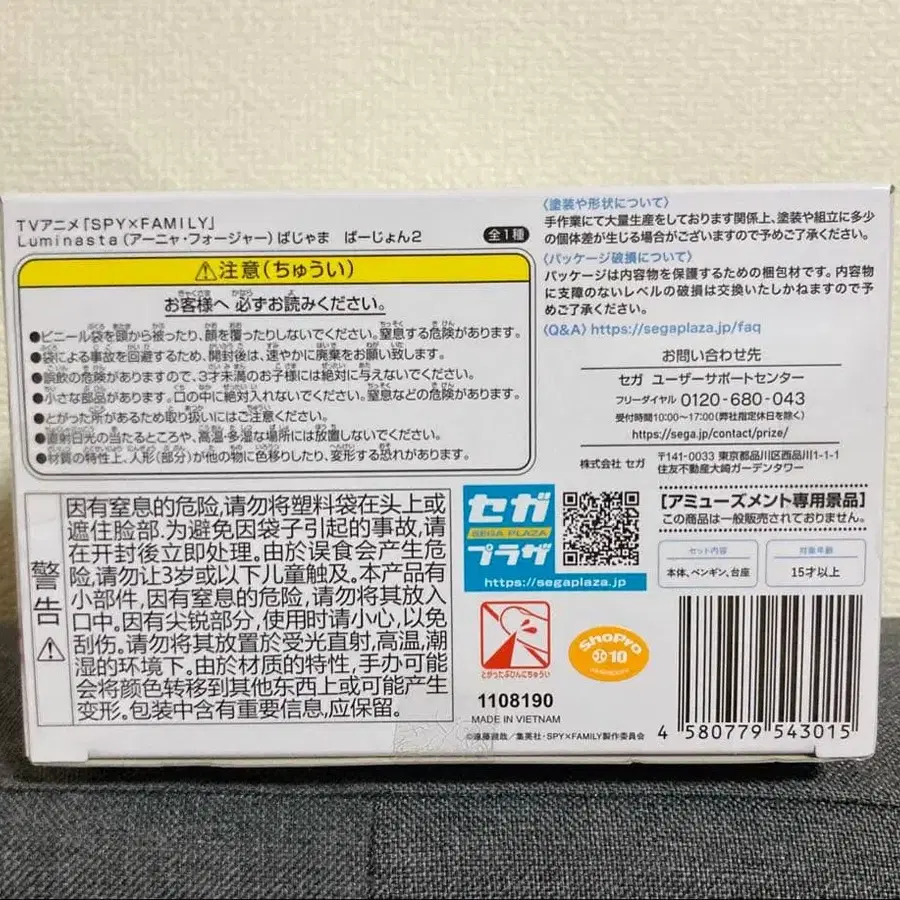 TVアニメ「SPY×FAMILY」
Luminasta(アーニャ・フォージャー)ぱじゃま ばーじょん2
全1種
⚠注意(ちゅうい)
お客様へ 必ずお読みください。
●ビニール袋を頭から被ったり、顔を覆ったりしないでください。窒息する危険があります。
●袋による事故を回避するため、開封後は、速やかに廃棄をお願い致します。
●誤飲の危険がありますので、3才未満のお子様には絶対に与えないでください。
●小さな部品があります。口の中に絶対入れないでください。窒息などの危険があります。
●とがった所があるため取り扱いにはご注意ください。
●直射日光の当たるところや、高温・多湿な場所には放置しないでください。
●材質の特性上、人形(部分)が他の物に色移りしたり、変形する恐れがあります。
警告⚠
因有窒息的危险,请勿将塑料袋在头上或
遮住脸部.为避免因袋子引起的事故,请
在开封後立即处理。由於误食会产生危
险,请勿让3岁或以下儿童触及。本产品有
小部件,因有窒息的危险,请勿将其放入
口中。因有尖锐部分,使用时请小心,以免
刮伤。请勿将其放置於受光直射,高温,潮
湿的环境下。由於材质的特性,手办可能
会将颜色转移到其他东西上或可能产生
变形。包装中含有重要信息,应保留。
〈塗装や形状について〉
手作業にて大量生産をしております関係上、塗装や組立に多少
の個体差が生じる場合がございますので予めご了承ください。
〈パッケージ破損について〉
パッケージは内容物を保護するための梱包材です。内容物
に支障のないレベルの破損は交換いたしかねますので予め
ご了承ください。
〈Q&A〉https://segaplaza.jp/faq
お問い合わせ先
セガ ユーザーサポートセンター
フリーダイヤル 0120-680-043
受付時間10:00〜17:00(弊社指定休日を除く)
https://sega.jp/contact/prize/
株式会社 セガ
〒141-0033 東京都品川区西品川1-1-1
住友不動産大崎ガーデンタワー
セガ
SEGA PLAZA
プラザ
https://segaplaza.jp
【アミューズメント専用景品】
この商品は一般販売されておりません。
セット内容
本体、ペンギン、台座
対象年齢
15才以上
とがったぶひんにちゅうい
ShoPro
10
1108190
MADE IN VIETNAM
©遠藤達哉/集英社・SPY×FAMILY製作委員会
4 580779 543015